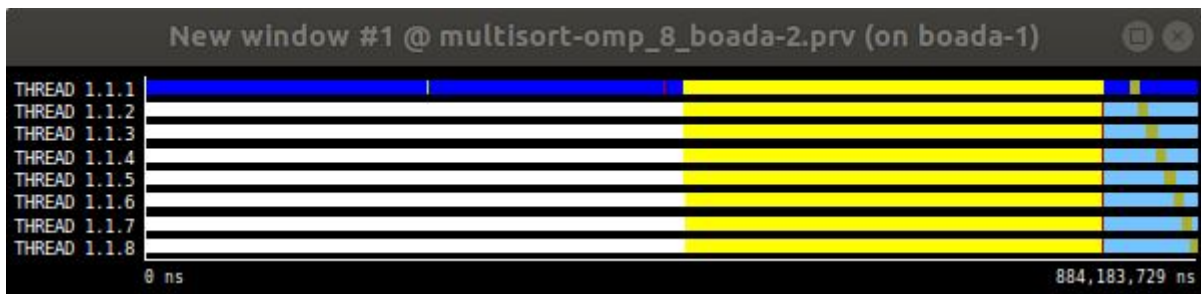 New window #1 @ multisort-omp_8_boada-2.prv (on boada-1)
THREAD 1.1.1
THREAD 1.1.2
THREAD 1.1.3
THREAD 1.1.4
THREAD 1.1.5
THREAD 1.1.6
THREAD 1.1.7
THREAD 1.1.8
0 ns 884,183,729 ns